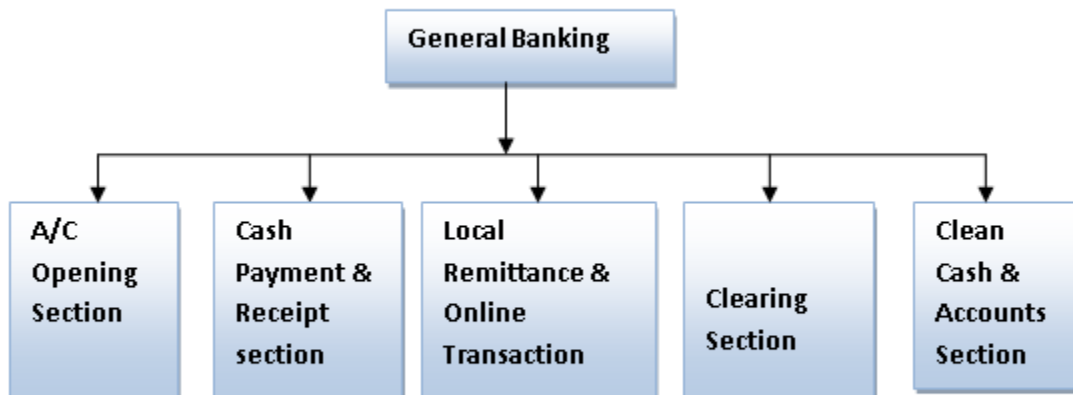 General Banking
A/C
Opening
Section
Cash
Payment &
Receipt
section
Local
Remittance &
Online
Transaction
Clearing
Section
Clean
Cash &
Accounts
Section